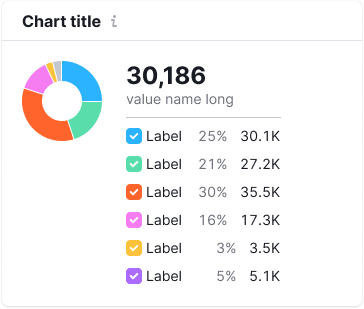 Chart title
30,186
value name long
Label 25% 30.1K
Label 21% 27.2K
Label 30% 35.5K
Label 16% 17.3K
Label 3% 3.5K
Label 5% 5.1K